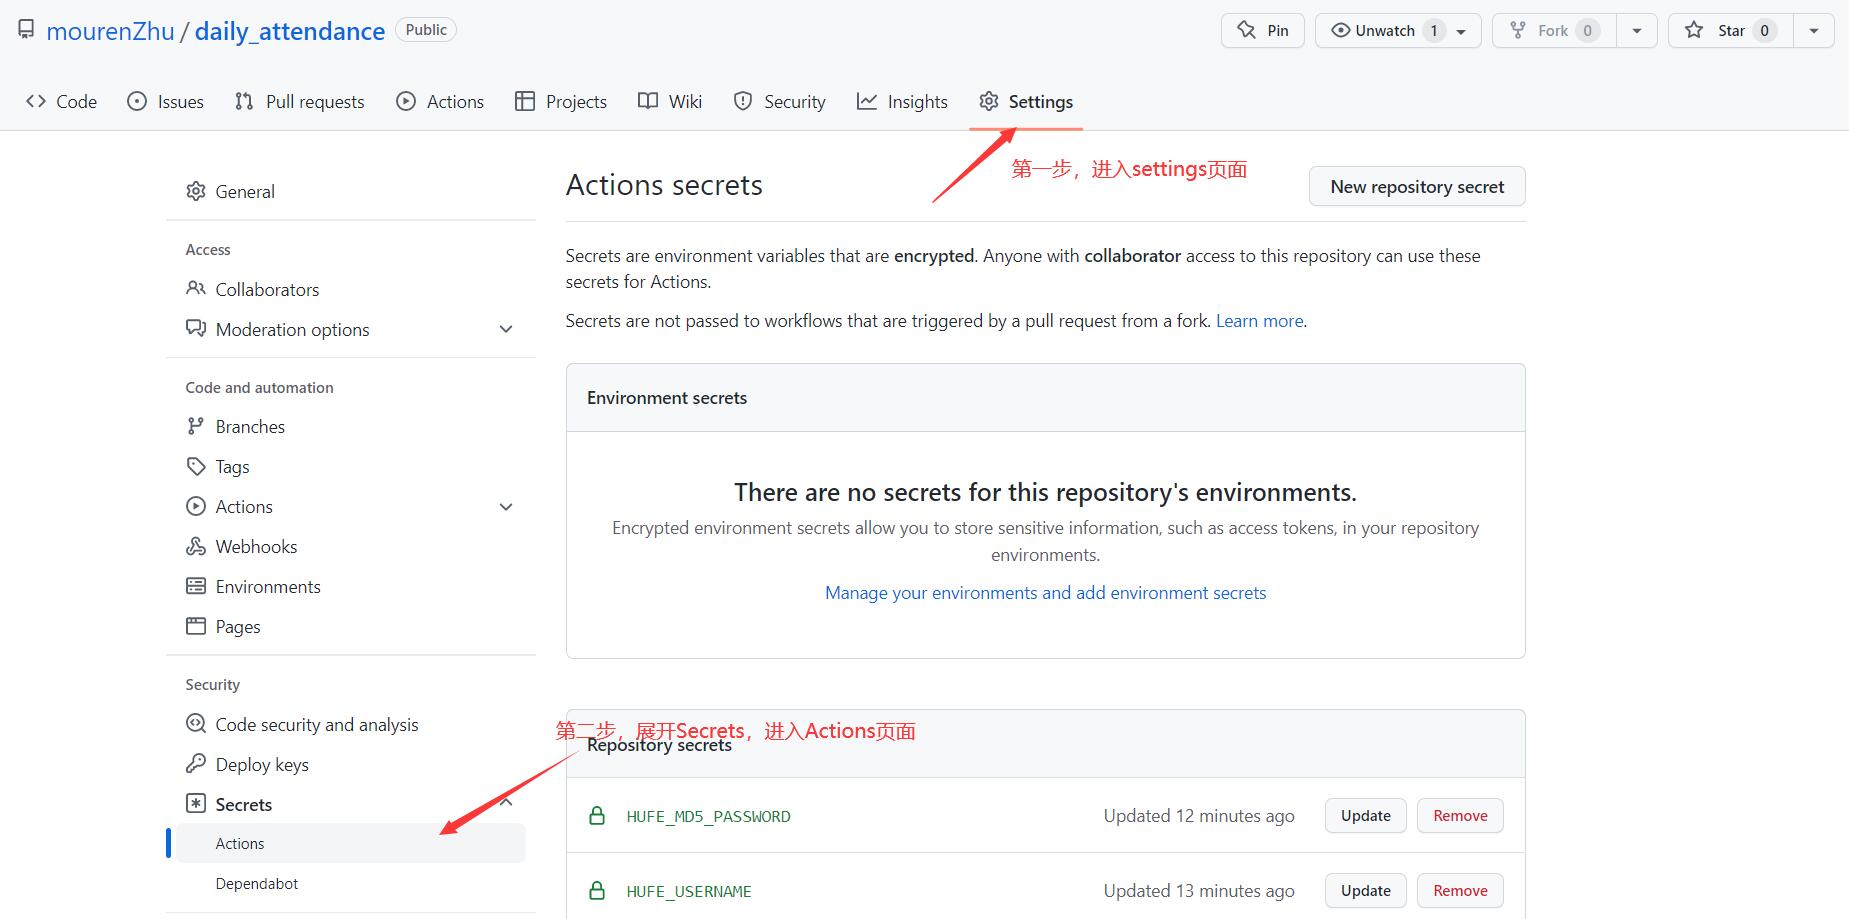 mourenZhu / daily_attendance Public
Pin
Unwatch 1
Fork 0
Star 0
Code
Issues
Pull requests
Actions
Projects
Wiki
Security
Insights
Settings
第一步，进入settings页面
General
Access
Collaborators
Moderation options
Code and automation
Branches
Tags
Actions
Webhooks
Environments
Pages
Security
Code security and analysis
Deploy keys
Secrets
Actions
Dependabot
Actions secrets
New repository secret
Secrets are environment variables that are encrypted. Anyone with collaborator access to this repository can use these
secrets for Actions.
Secrets are not passed to workflows that are triggered by a pull request from a fork. Learn more.
Environment secrets
There are no secrets for this repository's environments.
Encrypted environment secrets allow you to store sensitive information, such as access tokens, in your repository
environments.
Manage your environments and add environment secrets
第二步，展开Secrets，进入Actions页面
Repository secrets
HUFE_MD5_PASSWORD
Updated 12 minutes ago
Update
Remove
HUFE_USERNAME
Updated 13 minutes ago
Update
Remove